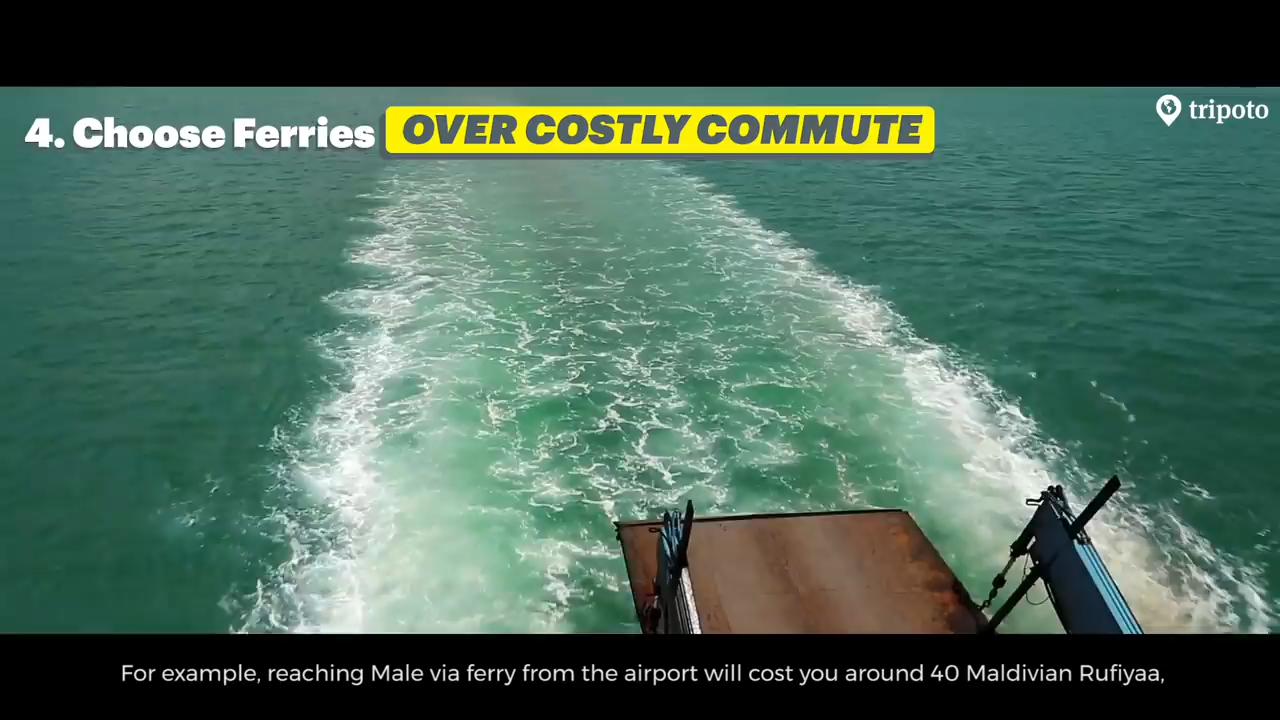 4. Choose Ferries OVER COSTLY COMMUTE
tripoto
For example, reaching Male via ferry from the airport will cost you around 40 Maldivian Rufiyaa,